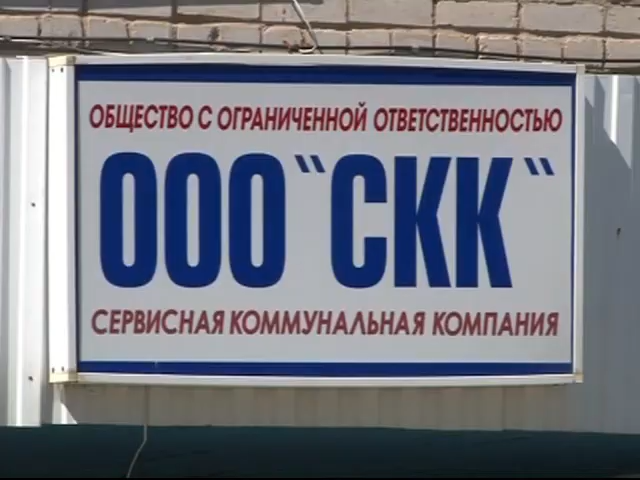 ОБЩЕСТВО С ОГРАНИЧЕННОЙ ОТВЕТСТВЕННОСТЬЮ
ООО "СКК"
СЕРВИСНАЯ КОММУНАЛЬНАЯ КОМПАНИЯ